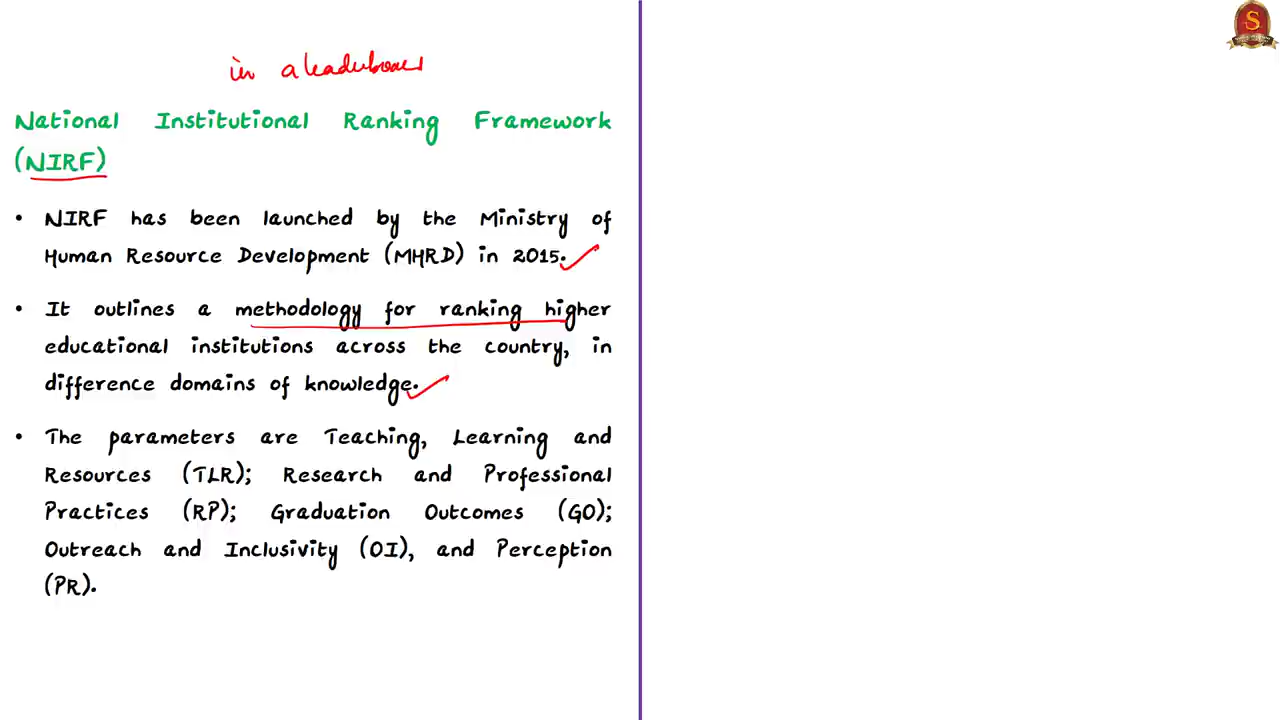 in a leaderboard
National Institutional Ranking Framework
(NIRF)
• NIRF has been launched by the Ministry of
Human Resource Development (MHRD) in 2015.
• It outlines a methodology for ranking higher
educational institutions across the country, in
difference domains of knowledge.
• The parameters are Teaching, Learning and
Resources (TLR); Research and Professional
Practices (RP); Graduation Outcomes (GO);
Outreach and Inclusivity (OI), and Perception
(PR).
S